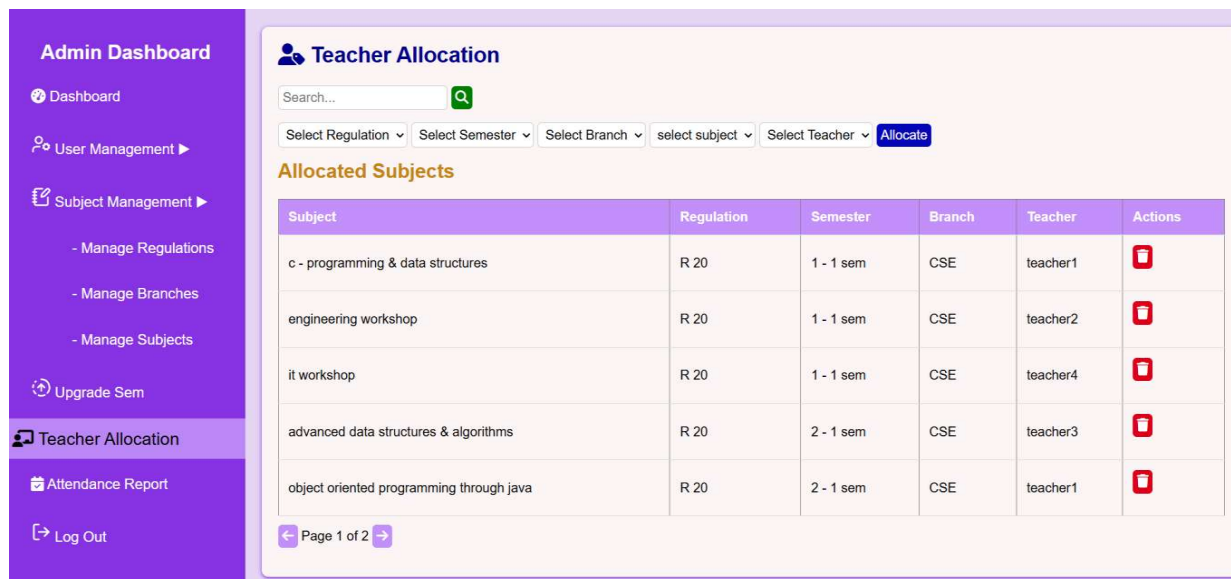 Admin Dashboard
Dashboard
User Management ▶
Subject Management ▶
- Manage Regulations
- Manage Branches
- Manage Subjects
Upgrade Sem
Teacher Allocation
Attendance Report
Log Out
Teacher Allocation
Search...
Select Regulation Select Semester Select Branch select subject Select Teacher Allocate
Allocated Subjects
Subject Regulation Semester Branch Teacher Actions
c - programming & data structures R 20 1 - 1 sem CSE teacher1
engineering workshop R 20 1 - 1 sem CSE teacher2
it workshop R 20 1 - 1 sem CSE teacher4
advanced data structures & algorithms R 20 2 - 1 sem CSE teacher3
object oriented programming through java R 20 2 - 1 sem CSE teacher1
Page 1 of 2